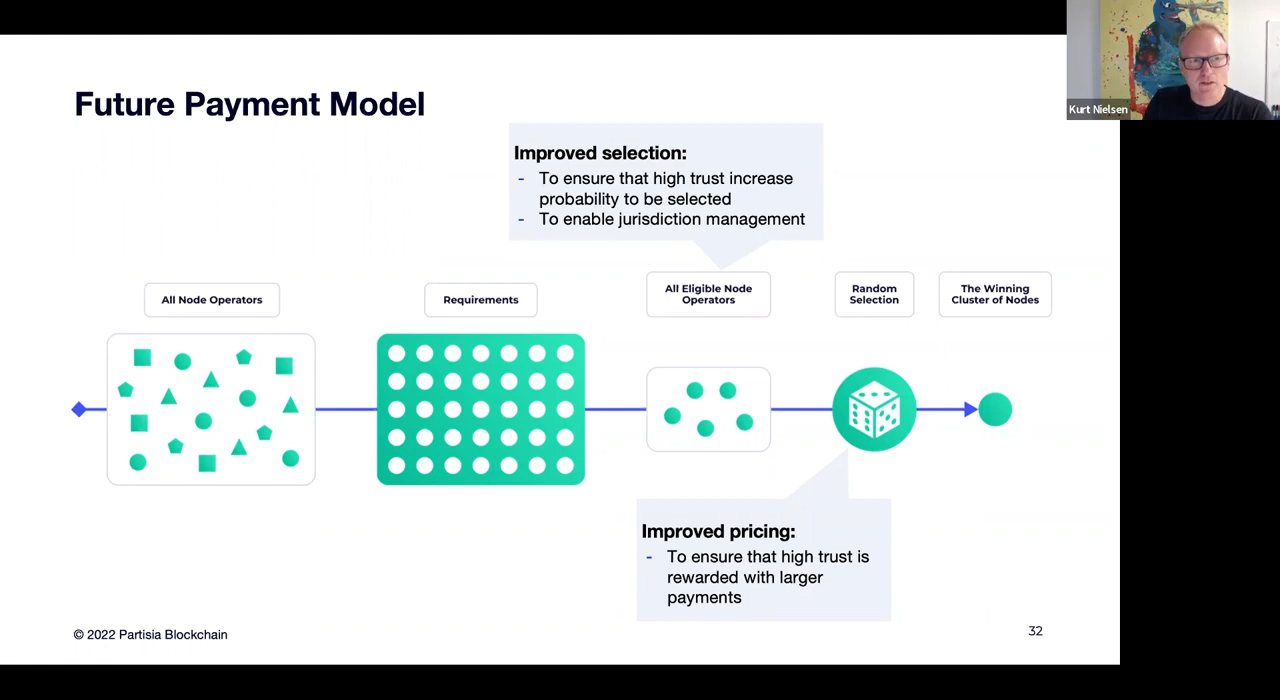 Kurt Nielsen
Future Payment Model
Improved selection:
- To ensure that high trust increase
probability to be selected
- To enable jurisdiction management
All Node Operators
Requirements
All Eligible Node
Operators
Random
Selection
The Winning
Cluster of Nodes
Improved pricing:
- To ensure that high trust is
rewarded with larger
payments
© 2022 Partisia Blockchain
32